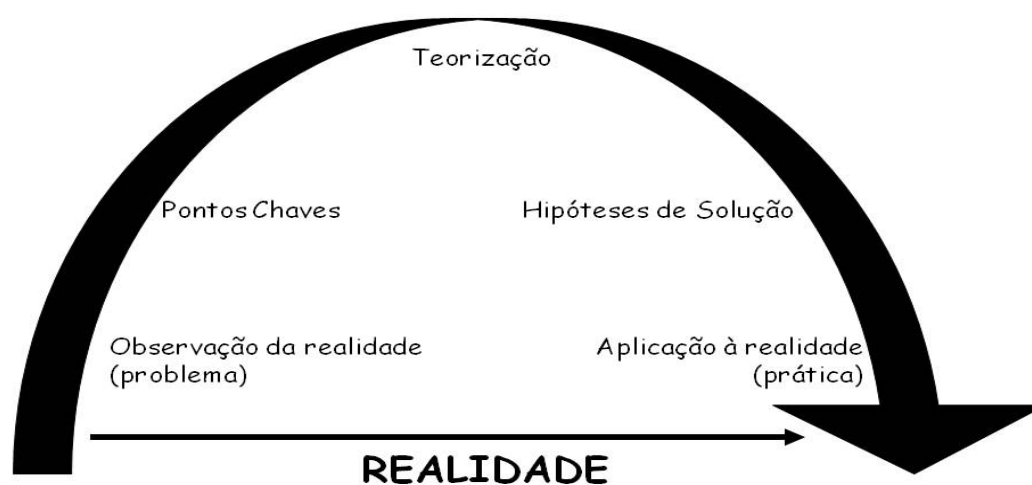 Teorização
Pontos Chaves
Hipóteses de Solução
Observação da realidade
(problema)
Aplicação à realidade
(prática)
REALIDADE